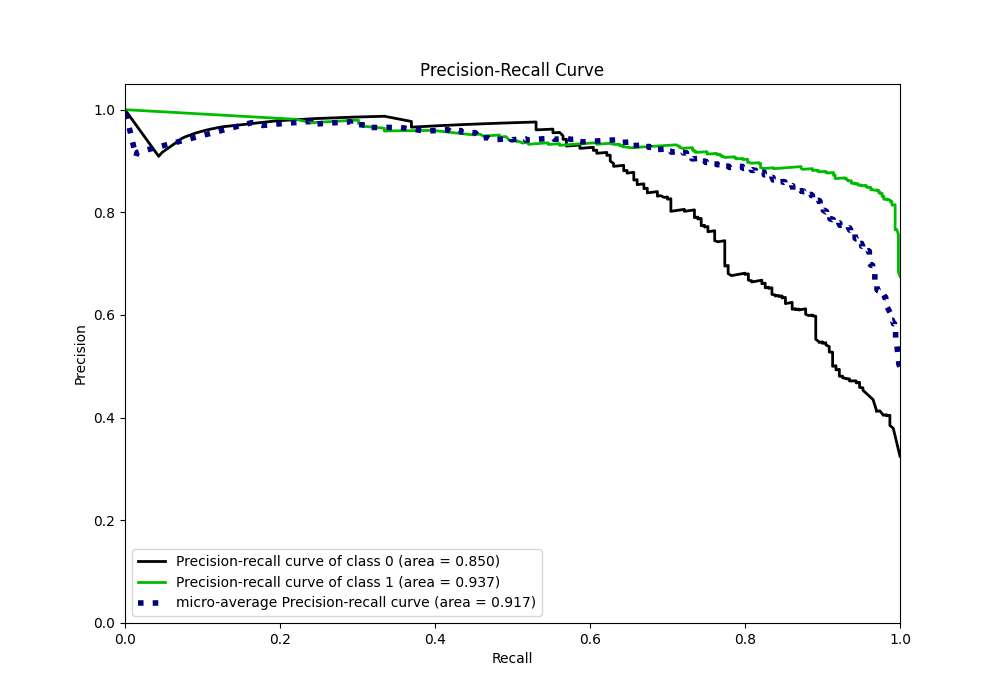 Precision-Recall Curve
1.0
0.8
0.6
0.4
0.2
0.0
Precision
Precision-recall curve of class 0 (area = 0.850)
Precision-recall curve of class 1 (area = 0.937)
micro-average Precision-recall curve (area = 0.917)
0.0 0.2 0.4 0.6 0.8 1.0
Recall